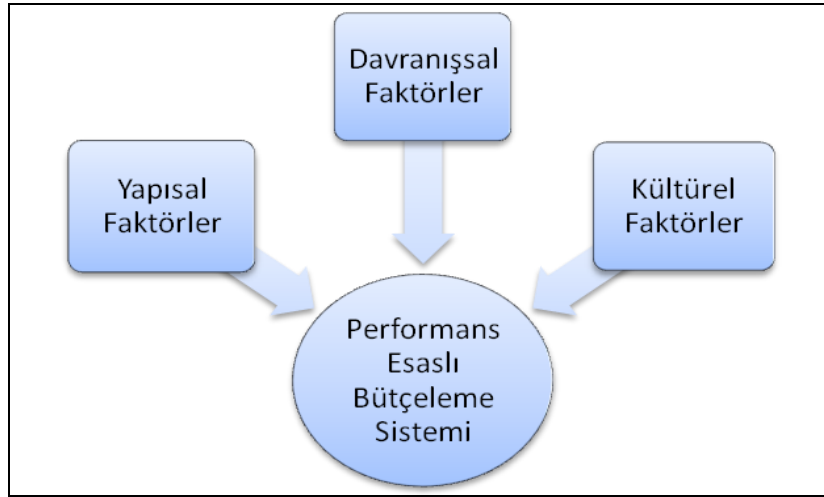 Davranışsal
Faktörler
Yapısal
Faktörler
Kültürel
Faktörler
Performans
Esaslı
Bütçeleme
Sistemi